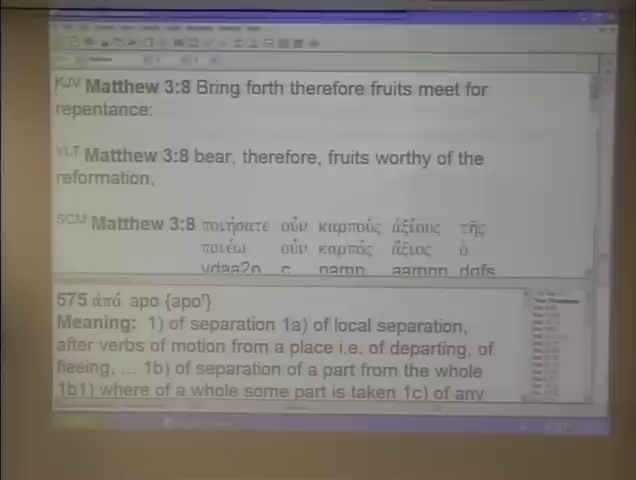 KJV Matthew 3:8 Bring forth therefore fruits meet for
repentance:
YLT Matthew 3:8 bear, therefore, fruits worthy of the
reformation,
SCM Matthew 3:8 ποιήσατε οὖν καρποὺς ἀξίους τῆς
ποιέω οὖν καρπός ἄξιος ὁ
vdaa2p c namp aampn dgfs
575 ἀπό apo {apo'}
Meaning: 1) of separation 1a) of local separation,
after verbs of motion from a place i.e. of departing, of
fleeing, ... 1b) of separation of a part from the whole
1b1) where of a whole some part is taken 1c) of any